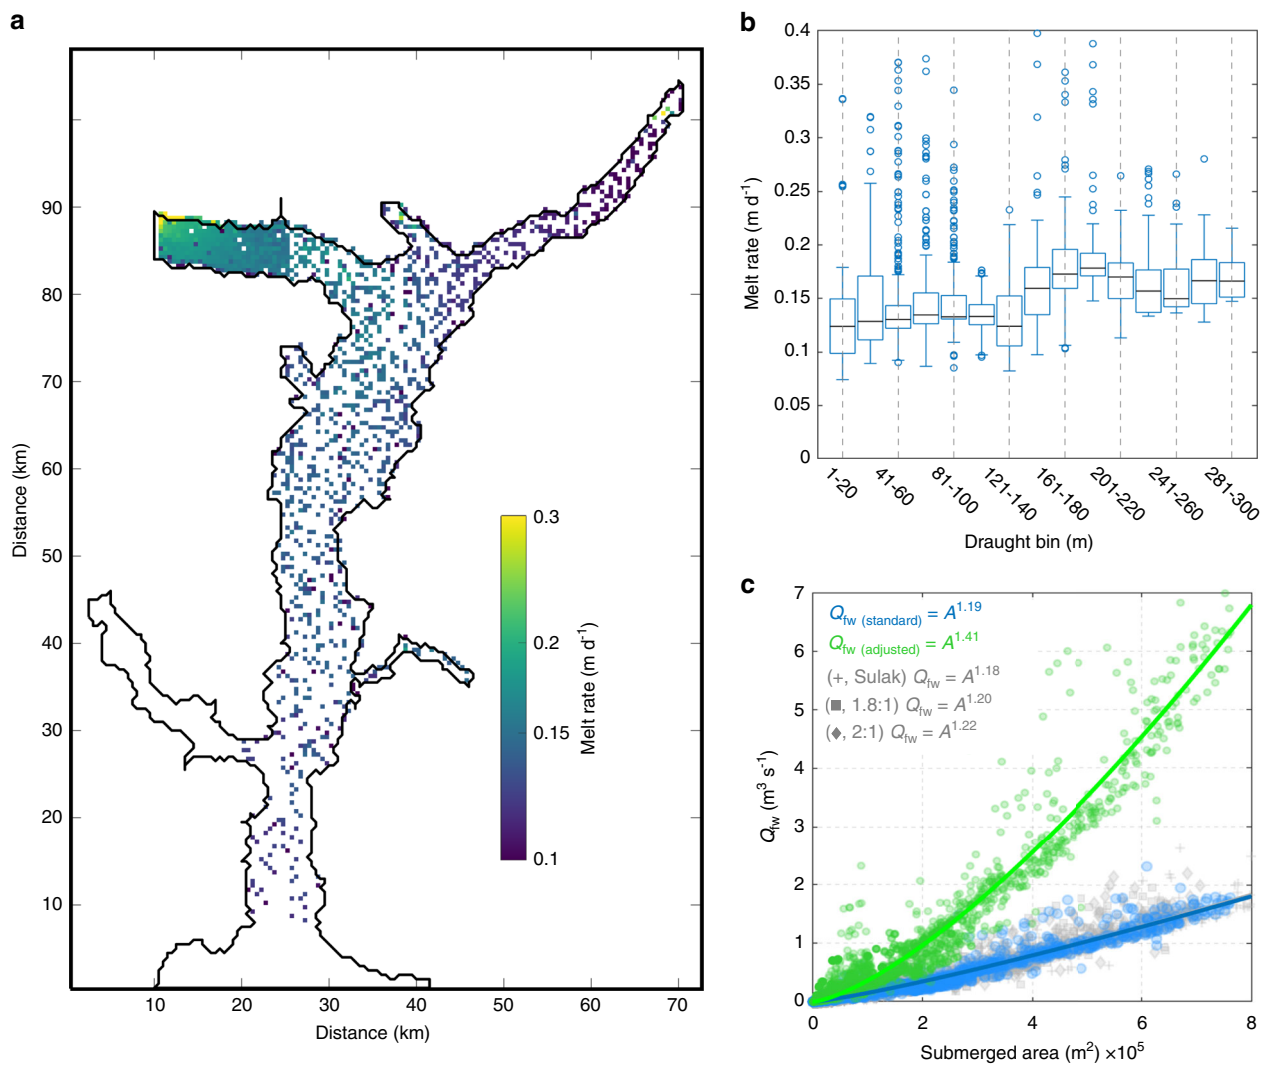 a
90
80
70
60
50
40
30
20
10
10 20 30 40 50 60 70
Distance (km)
Distance (km)
0.3
0.2
0.15
0.1
Melt rate (m d⁻¹)
b
0.4
0.35
0.3
0.25
0.2
0.15
0.1
0.05
0
Melt rate (m d⁻¹)
1-20 41-60 81-100 121-140 161-180 201-220 241-260 281-300
Draught bin (m)
c
7
6
5
4
3
2
1
0
Qfw (m³ s⁻¹)
Qfw (standard) = A^1.19
Qfw (adjusted) = A^1.41
(+, Sulak) Qfw = A^1.18
(■, 1.8:1) Qfw = A^1.20
(♦, 2:1) Qfw = A^1.22
0 2 4 6 8
Submerged area (m²) ×10⁵